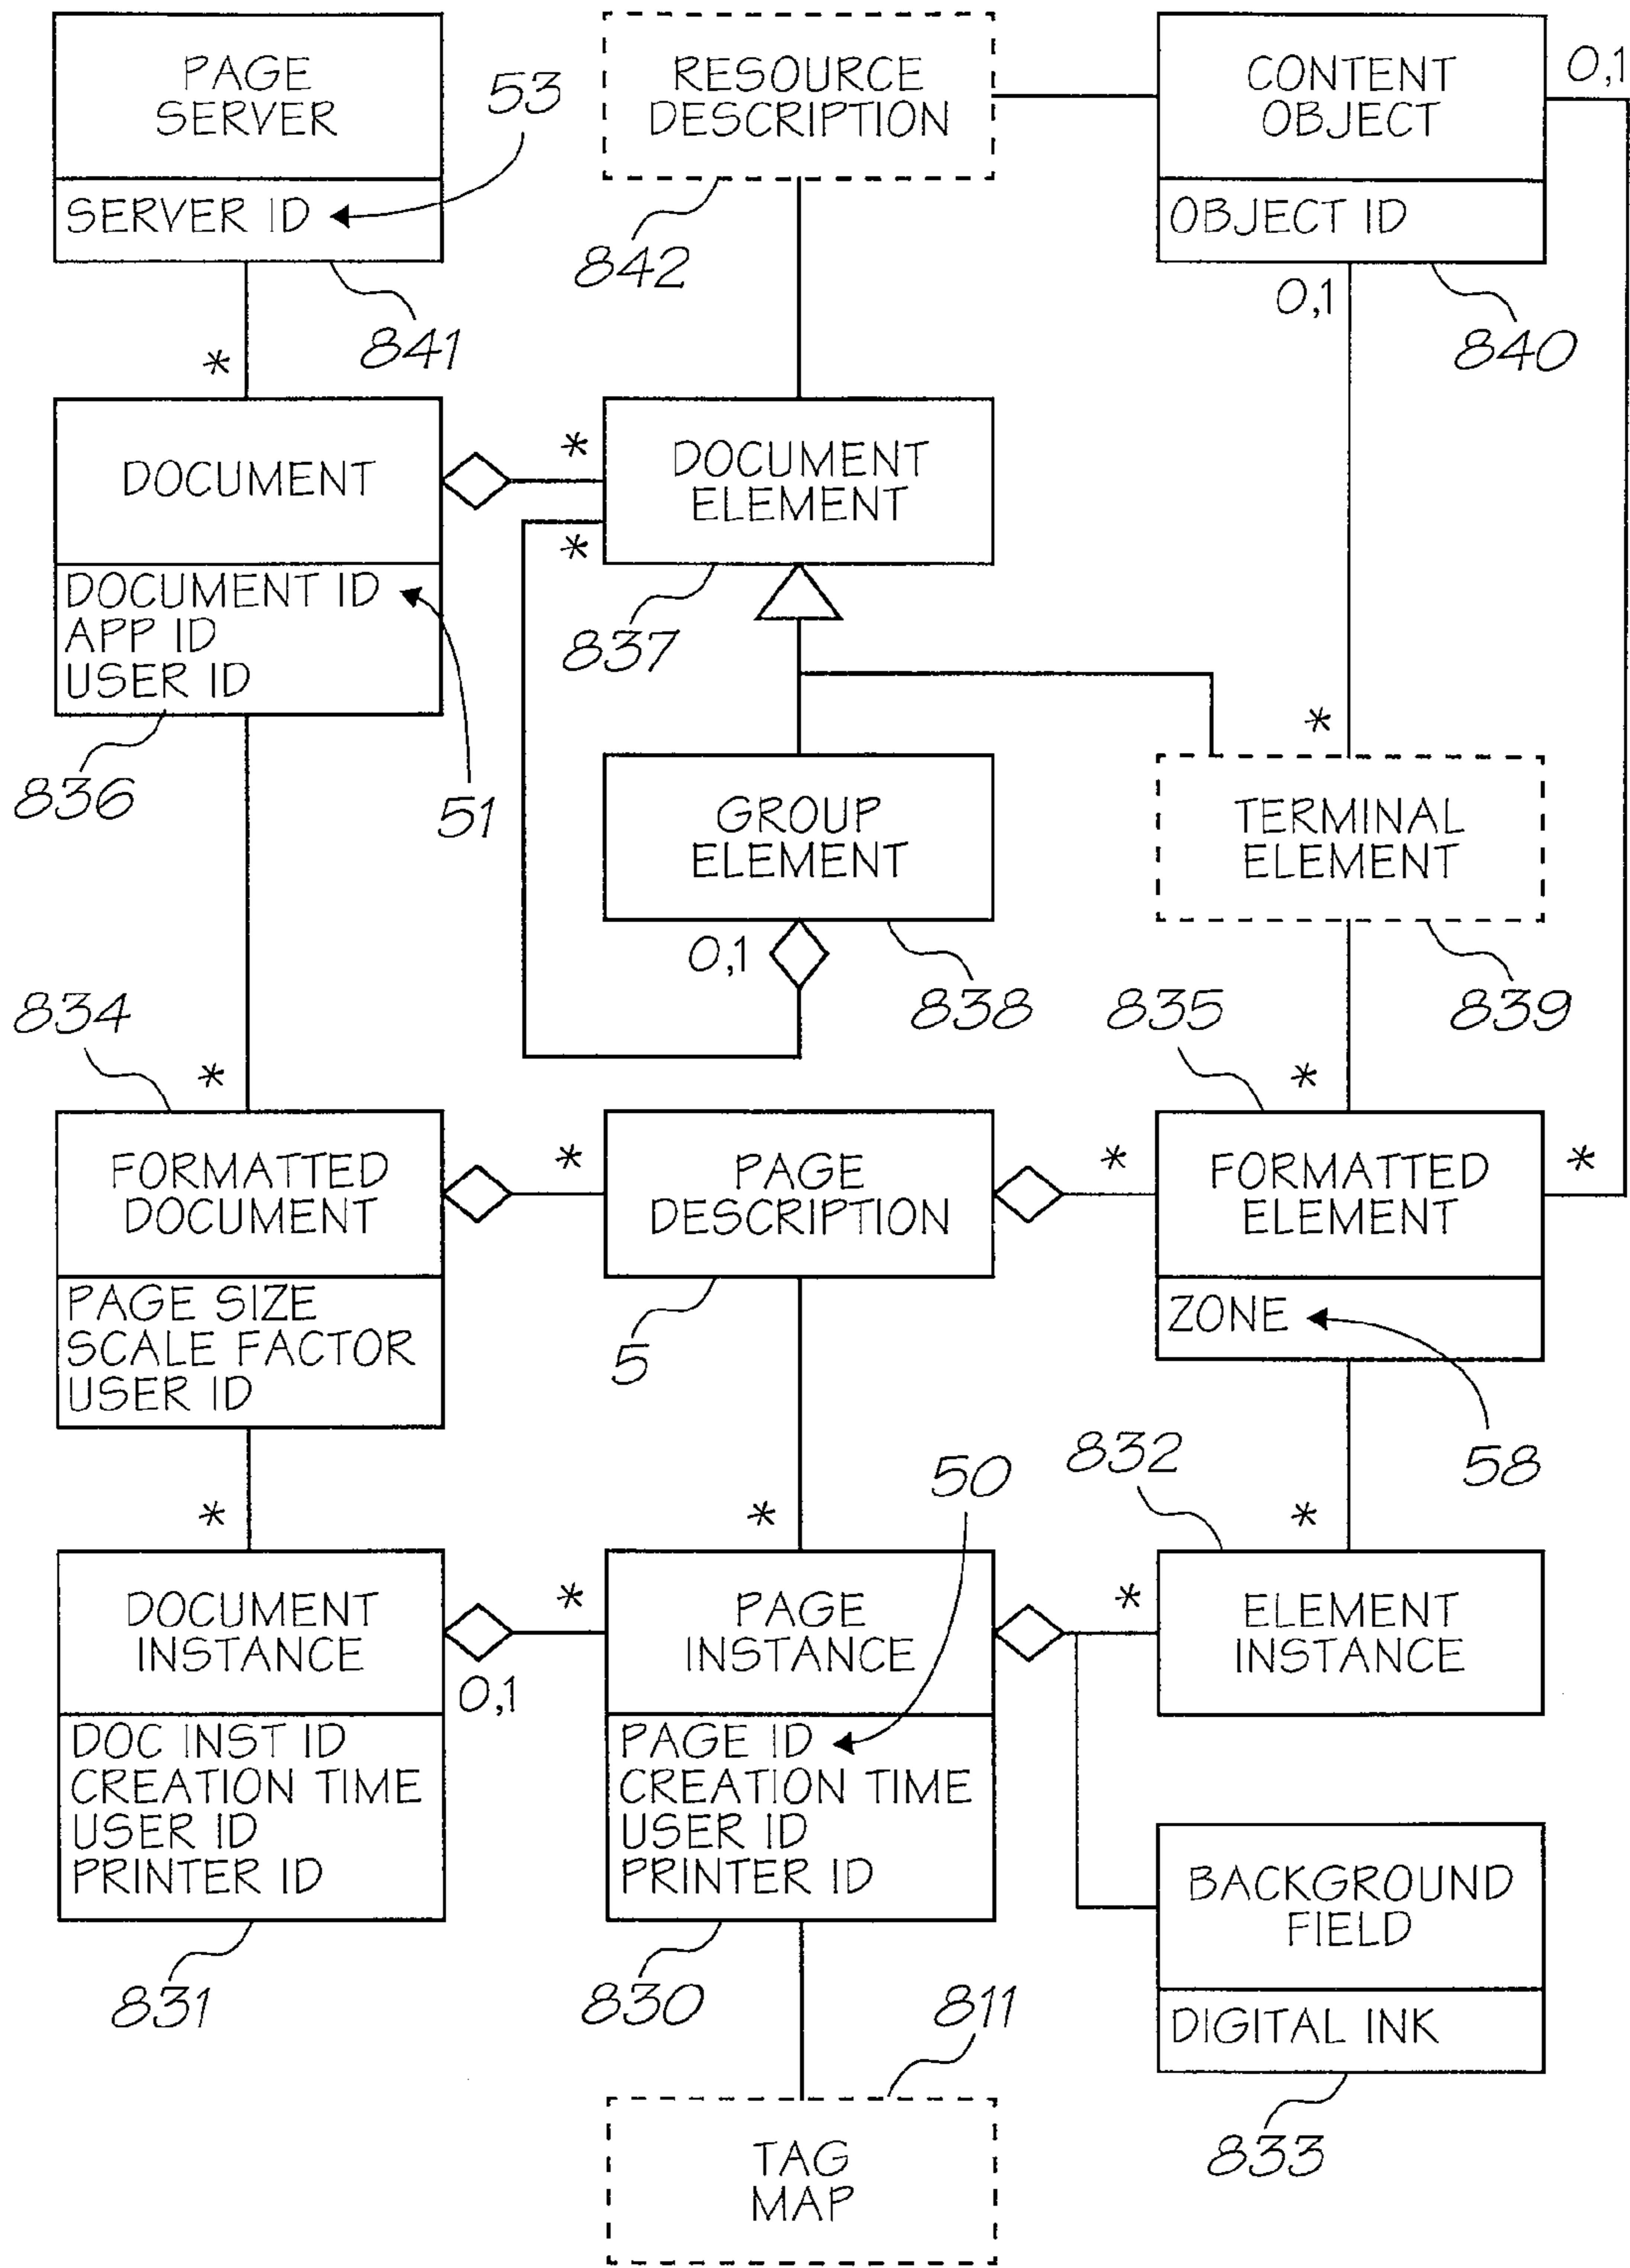 PAGE
SERVER
SERVER ID
53
841
RESOURCE
DESCRIPTION
842
CONTENT
OBJECT
OBJECT ID
0,1
0,1
840
*
DOCUMENT
DOCUMENT ID
APP ID
USER ID
836
51
*
*
DOCUMENT
ELEMENT
837
GROUP
ELEMENT
0,1
838
*
TERMINAL
ELEMENT
839
834
*
FORMATTED
DOCUMENT
PAGE SIZE
SCALE FACTOR
USER ID
*
PAGE
DESCRIPTION
5
835
*
*
*
FORMATTED
ELEMENT
ZONE
58
*
DOCUMENT
INSTANCE
DOC INST ID
CREATION TIME
USER ID
PRINTER ID
831
0,1
*
*
50
PAGE
INSTANCE
PAGE ID
CREATION TIME
USER ID
PRINTER ID
830
832
*
*
ELEMENT
INSTANCE
BACKGROUND
FIELD
DIGITAL INK
833
811
TAG
MAP